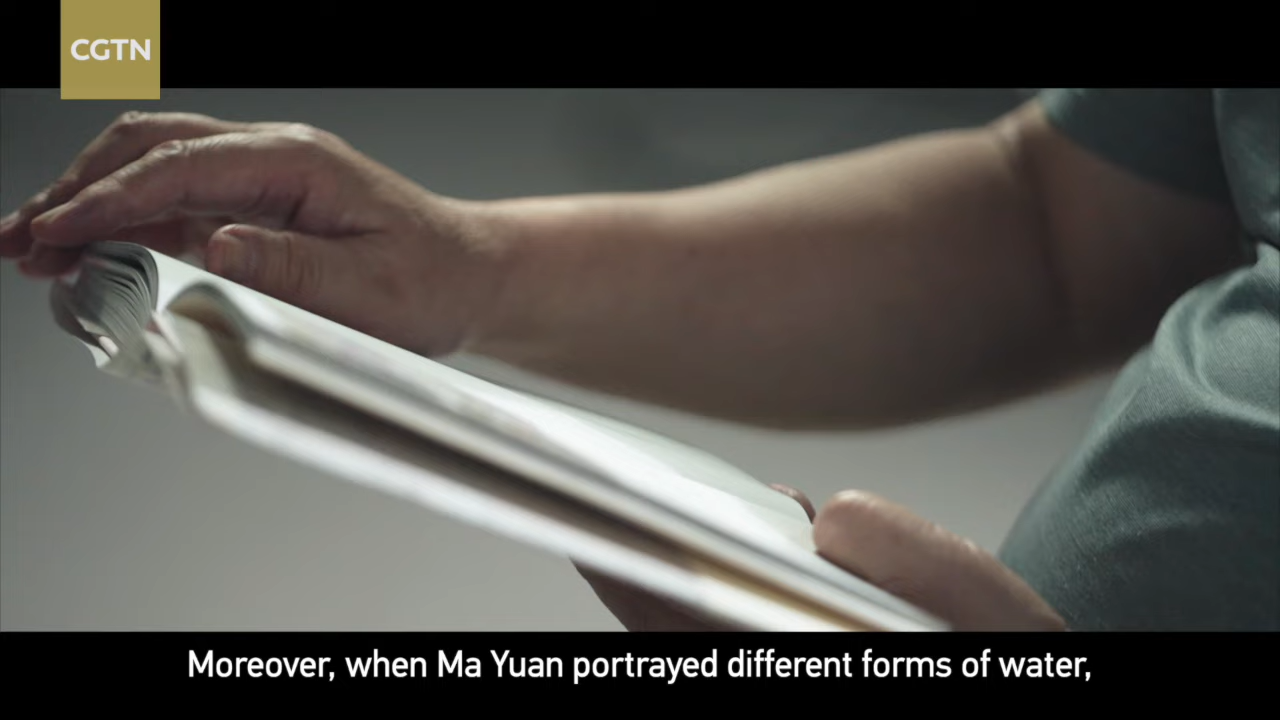 CGTN
Moreover, when Ma Yuan portrayed different forms of water,